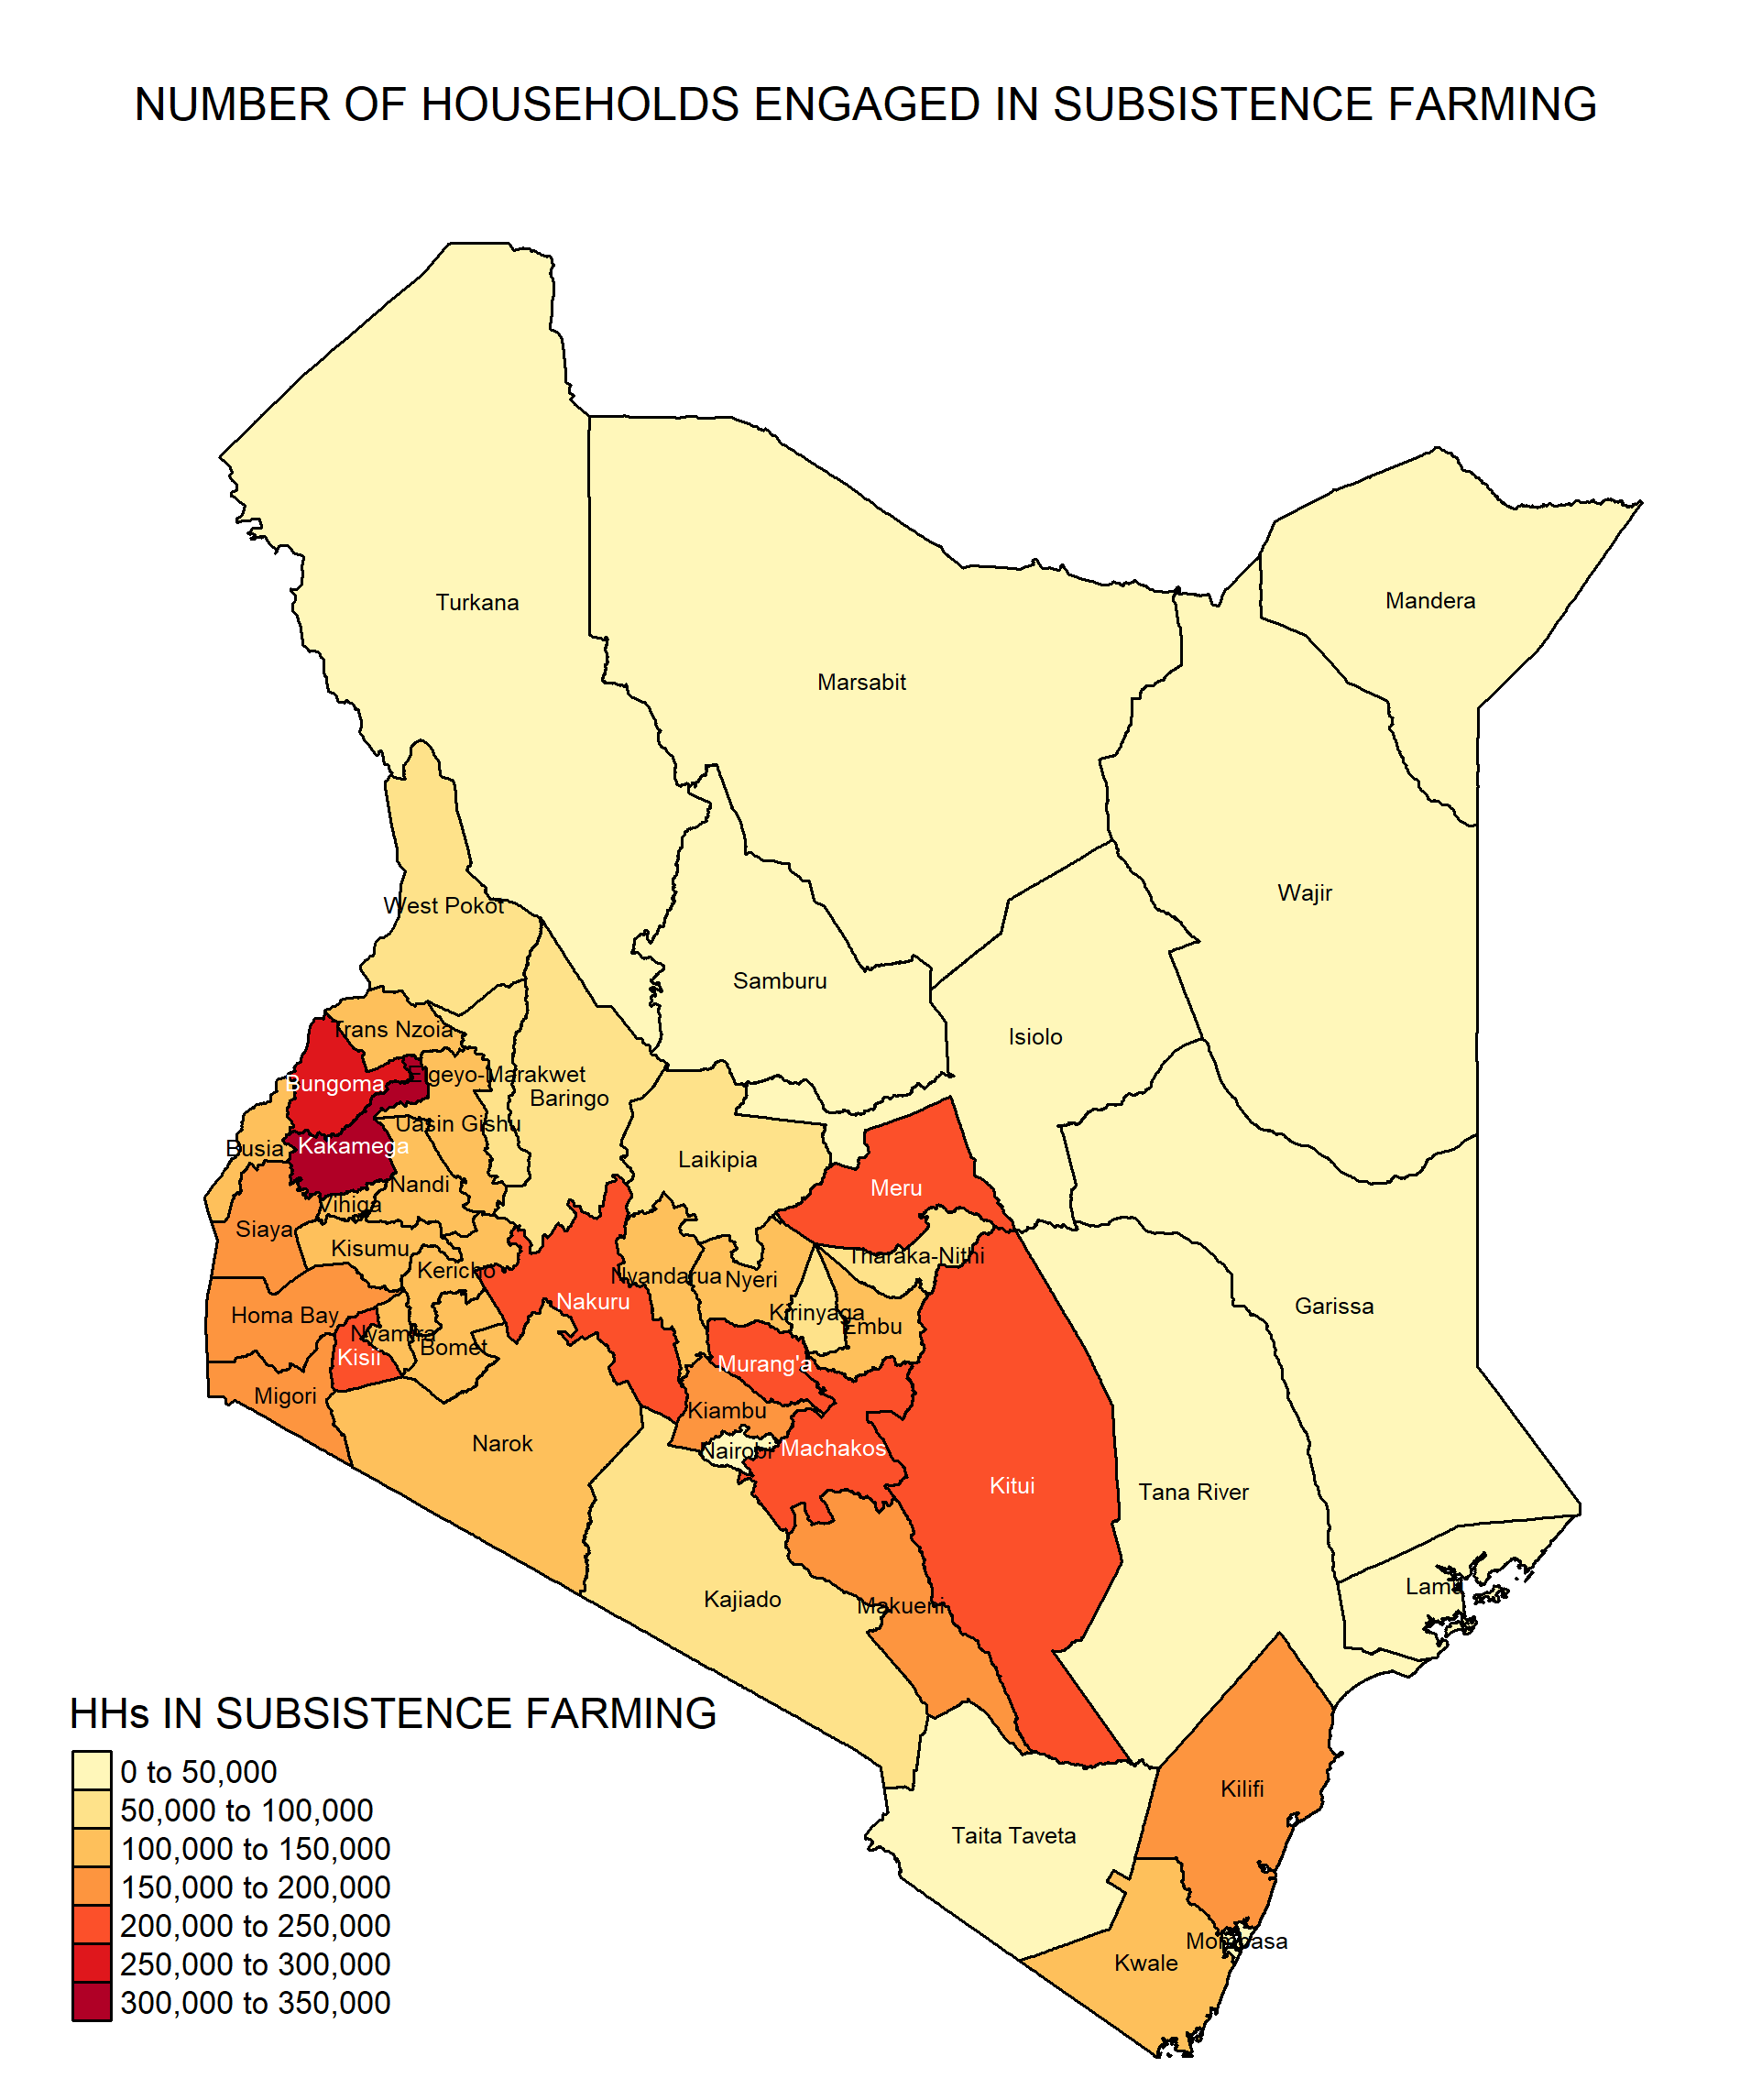 NUMBER OF HOUSEHOLDS ENGAGED IN SUBSISTENCE FARMING
Turkana
Mandera
Marsabit
Wajir
West Pokot
Samburu
Isiolo
Trans Nzoia
Elgeyo-Marakwet
Bungoma
Baringo
Uasin Gishu
Kakamega
Busia
Laikipia
Nandi
Meru
Vihiga
Siaya
Kisumu
Tharaka-Nithi
Kericho
Nyandarua
Nyeri
Nakuru
Garissa
Kirinyaga
Homa Bay
Embu
Nyamira
Bomet
Kisii
Murang'a
Migori
Kiambu
Narok
Nairobi
Machakos
Kitui
Tana River
Lamu
Kajiado
Makueni
HHs IN SUBSISTENCE FARMING
0 to 50,000
50,000 to 100,000
100,000 to 150,000
150,000 to 200,000
200,000 to 250,000
250,000 to 300,000
300,000 to 350,000
Kilifi
Taita Taveta
Mombasa
Kwale